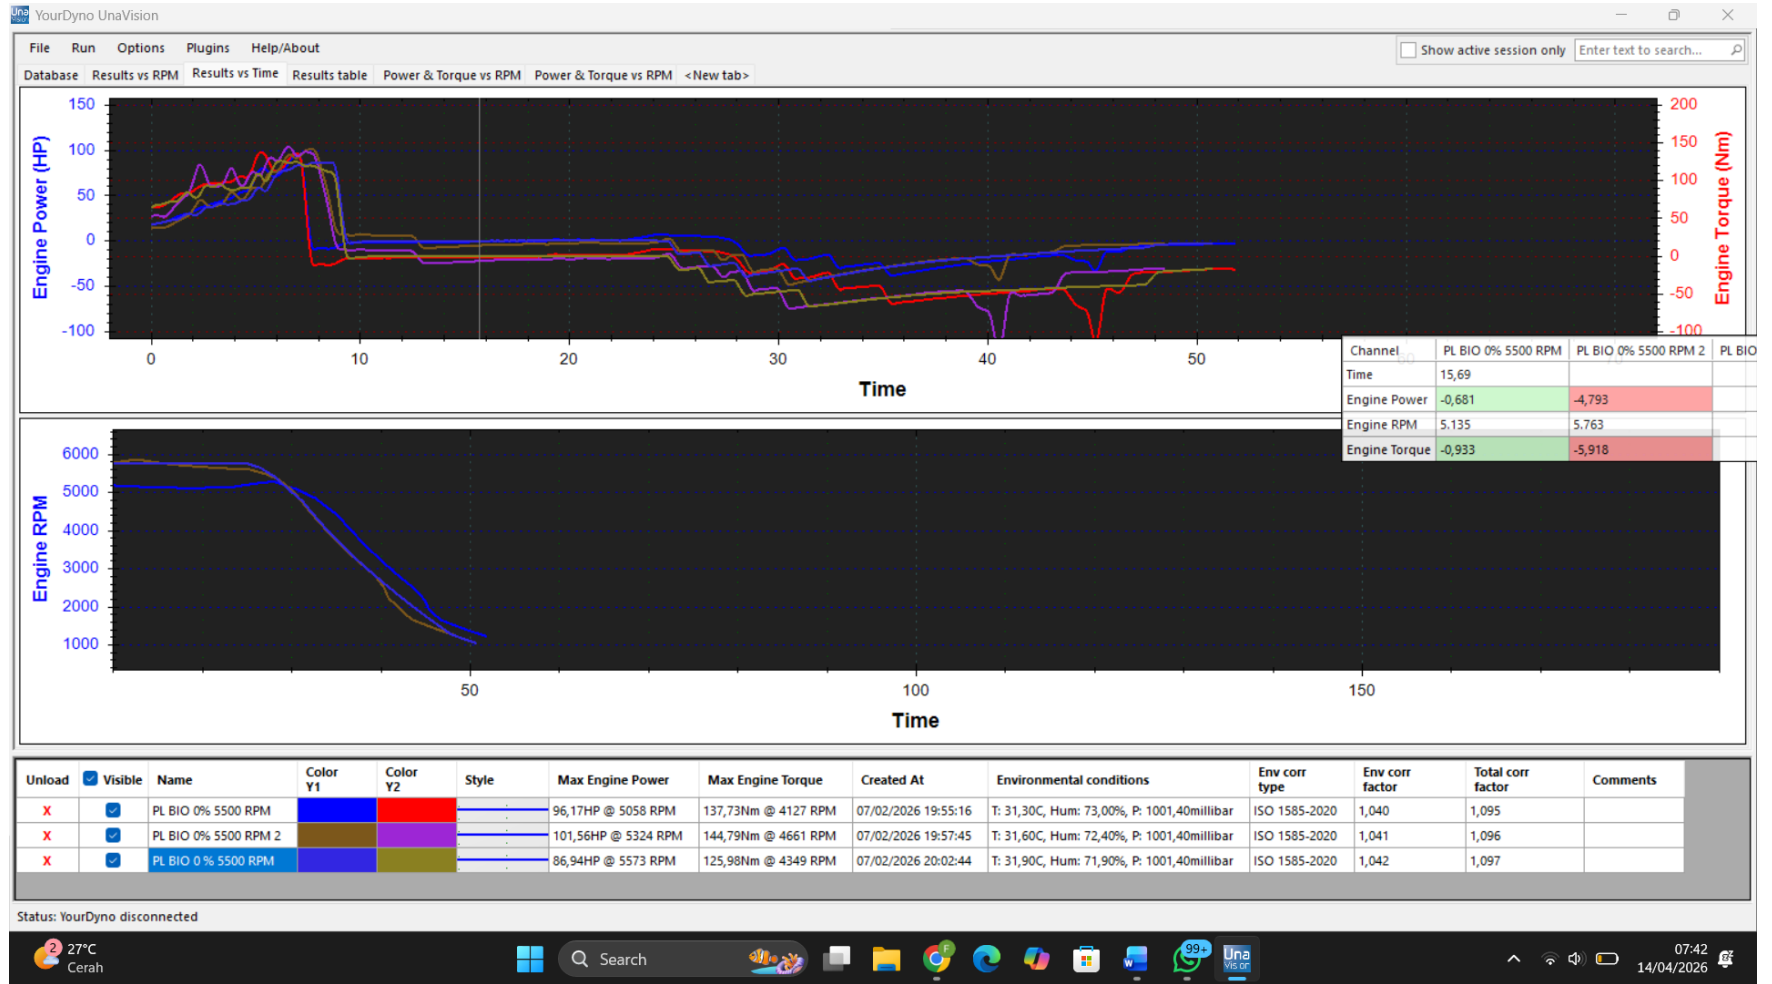 Una Vision YourDyno UnaVision
File Run Options Plugins Help/About
Show active session only Enter text to search...
Database Results vs RPM Results vs Time Results table Power & Torque vs RPM Power & Torque vs RPM <New tab>
150 200
100 150
50 100
0 50
-50 0
-100 -50
-100
Engine Power (HP)
Engine Torque (Nm)
0 10 20 30 40 50
Time
Channel PL BIO 0% 5500 RPM PL BIO 0% 5500 RPM 2 PL BIO
Time 15,69
Engine Power -0,681 -4,793
Engine RPM 5.135 5.763
Engine Torque -0,933 -5,918
6000
5000
4000
3000
2000
1000
Engine RPM
50 100 150
Time
Unload Visible Name Color Y1 Color Y2 Style Max Engine Power Max Engine Torque Created At Environmental conditions Env corr type Env corr factor Total corr factor Comments
X PL BIO 0% 5500 RPM 96,17HP @ 5058 RPM 137,73Nm @ 4127 RPM 07/02/2026 19:55:16 T: 31,30C, Hum: 73,00%, P: 1001,40millibar ISO 1585-2020 1,040 1,095
X PL BIO 0% 5500 RPM 2 101,56HP @ 5324 RPM 144,79Nm @ 4661 RPM 07/02/2026 19:57:45 T: 31,60C, Hum: 72,40%, P: 1001,40millibar ISO 1585-2020 1,041 1,096
X PL BIO 0 % 5500 RPM 86,94HP @ 5573 RPM 125,98Nm @ 4349 RPM 07/02/2026 20:02:44 T: 31,90C, Hum: 71,90%, P: 1001,40millibar ISO 1585-2020 1,042 1,097
Status: YourDyno disconnected
2 27°C
Cerah
Search
99+
Una
07:42
14/04/2026